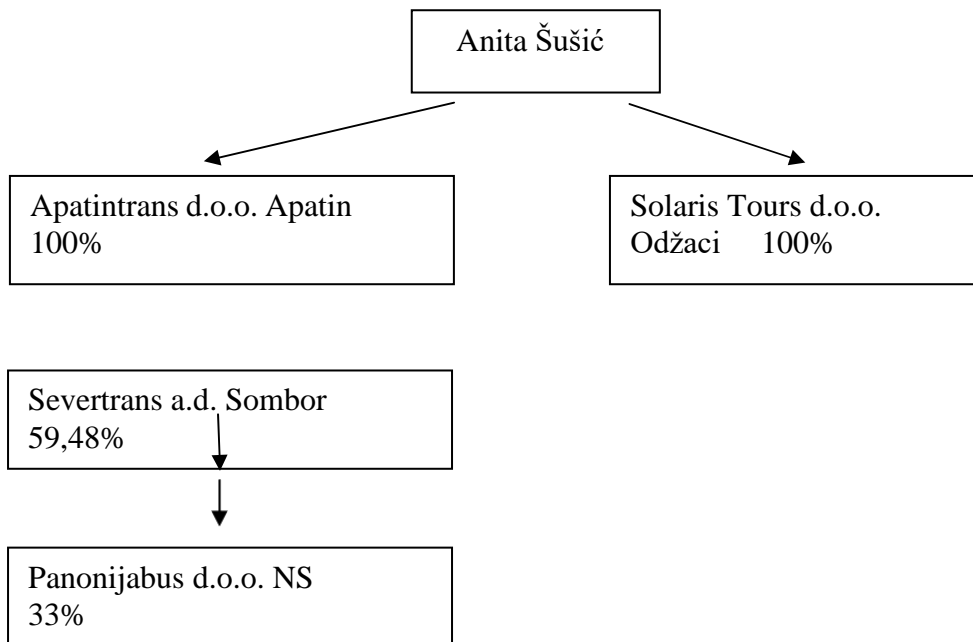 Anita Šušić
Apatintrans d.o.o. Apatin
100%
Solaris Tours d.o.o.
Odžaci 100%
Severtrans a.d. Sombor
59,48%
Panonijabus d.o.o. NS
33%